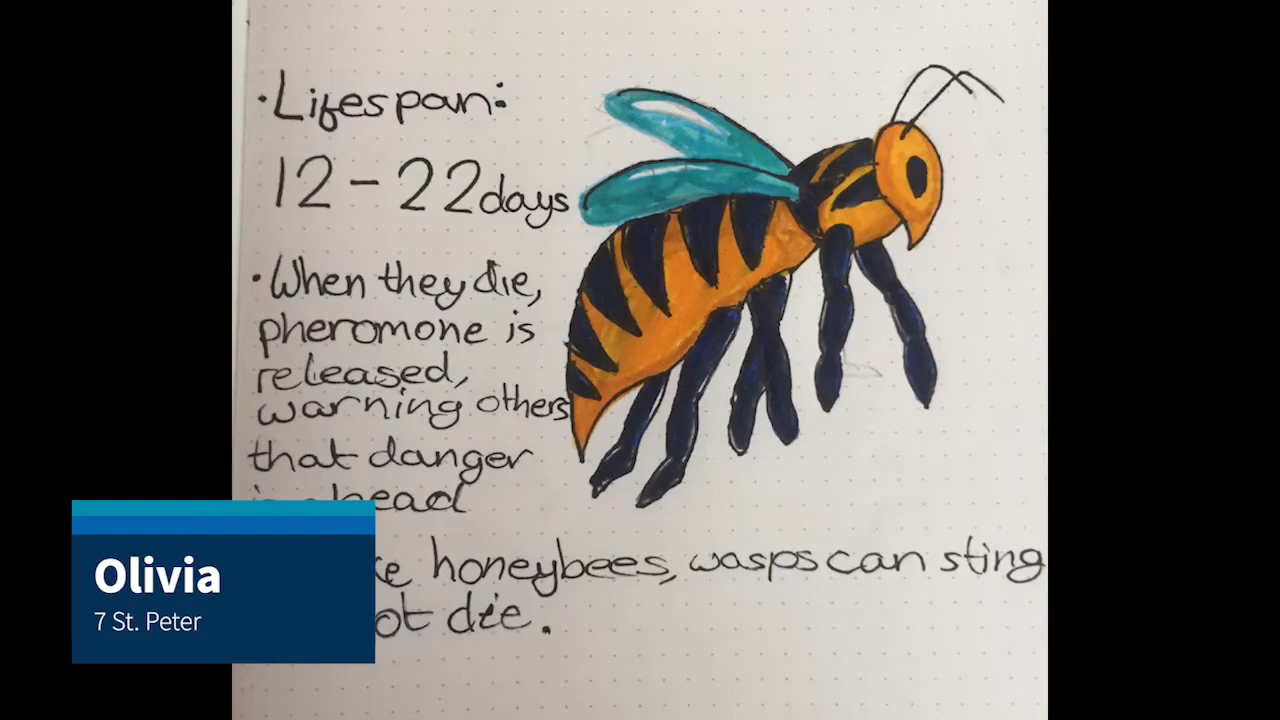 · Lifespan:
12 – 22 days
· When they die,
pheromone is
released,
warning others
that danger
ahead
honeybees, wasps can sting
die.
Olivia
7 St. Peter